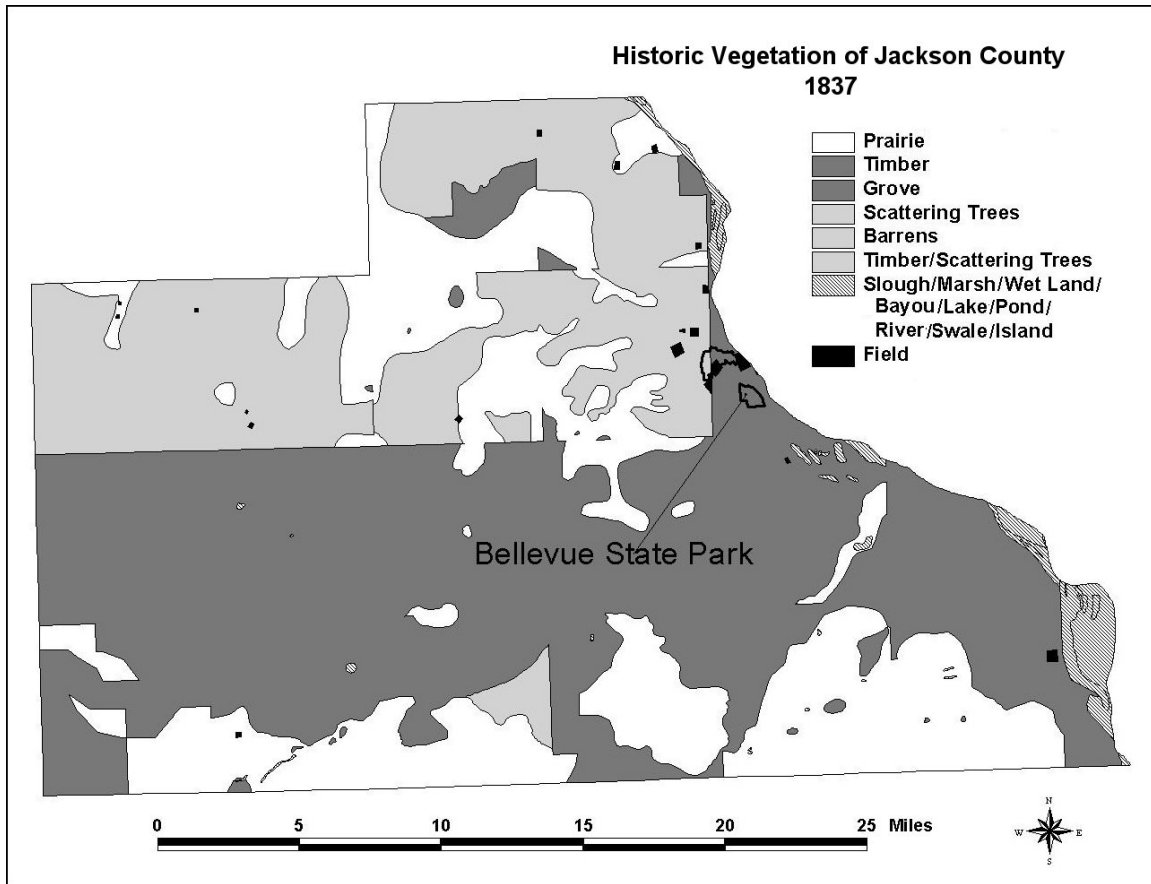 Historic Vegetation of Jackson County
1837
Prairie
Timber
Grove
Scattering Trees
Barrens
Timber/Scattering Trees
Slough/Marsh/Wet Land/
Bayou/Lake/Pond/
River/Swale/Island
Field
Bellevue State Park
0 5 10 15 20 25 Miles
N
W E
S